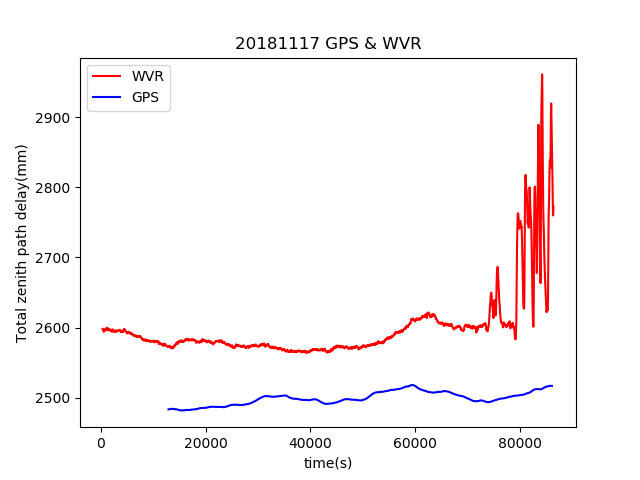 20181117 GPS & WVR
WVR
GPS
Total zenith path delay(mm)
2900
2800
2700
2600
2500
0 20000 40000 60000 80000
time(s)